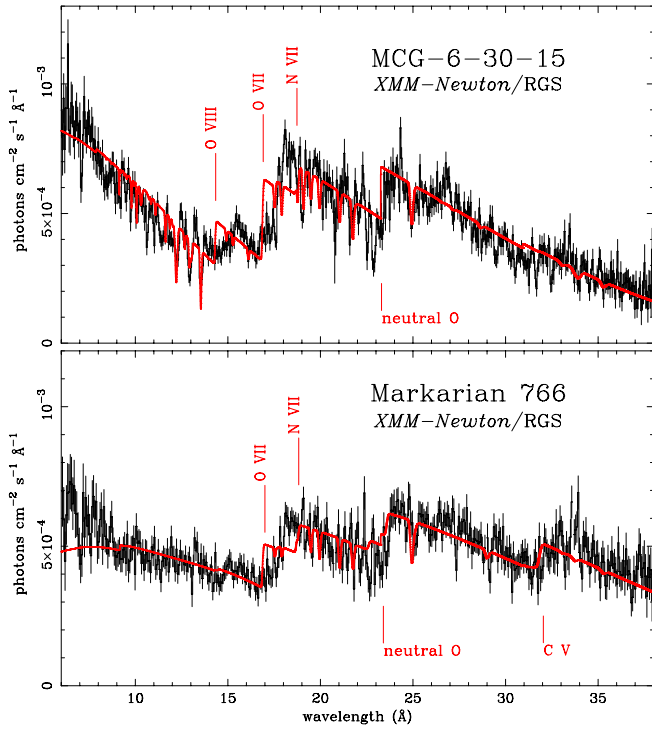 MCG−6−30−15
XMM−Newton/RGS
O VIII
O VII
N VII
neutral O
photons cm⁻² s⁻¹ Å⁻¹
10⁻³
5×10⁻⁴
0
Markarian 766
XMM−Newton/RGS
O VII
N VII
neutral O
C V
photons cm⁻² s⁻¹ Å⁻¹
10⁻³
5×10⁻⁴
0
10 15 20 25 30 35
wavelength (Å)